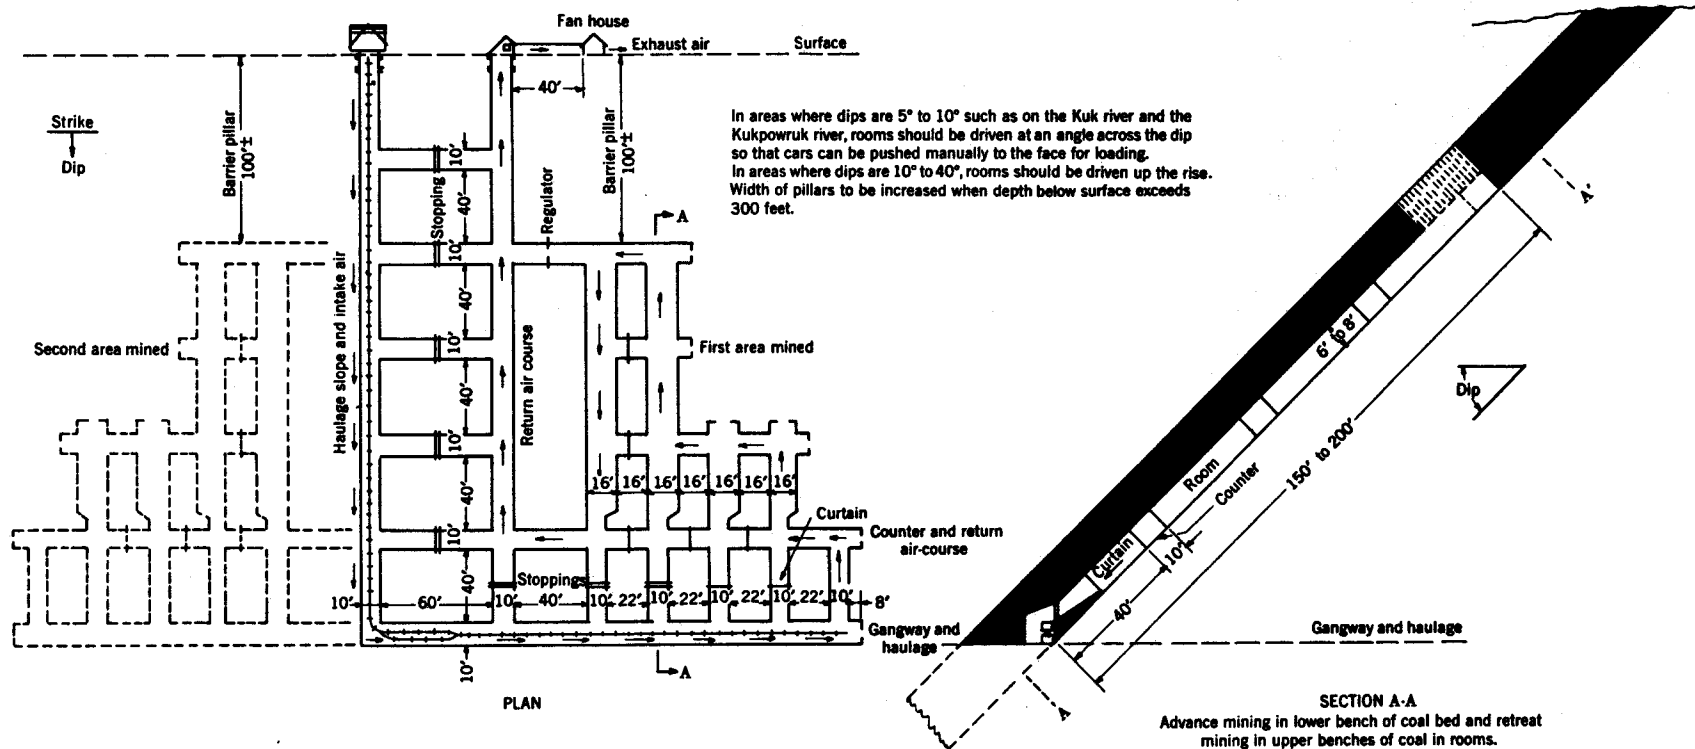 Fan house
Exhaust air
Surface
40'
Strike
Dip
Barrier pillar
100'±
Barrier pillar
100'±
In areas where dips are 5° to 10° such as on the Kuk river and the
Kukpowruk river, rooms should be driven at an angle across the dip
so that cars can be pushed manually to the face for loading.
In areas where dips are 10° to 40°, rooms should be driven up the rise.
Width of pillars to be increased when depth below surface exceeds
300 feet.
10'
Stopping
40'
Regulator
A
A'
10'
40'
Haulage slope and intake air
Return air course
Second area mined
10'
First area mined
6' to 8'
40'
Dip
10'
150' to 200'
40'
16' 16' 16' 16' 16' 16' 16'
Room
Counter
Curtain
10'
Counter and return
air-course
Curtain
10'
40'
Stoppings
10' 60' 10' 40' 10' 22' 10' 22' 10' 22' 10' 22' 10' 8'
40'
Gangway and
haulage
Gangway and haulage
10'
A
A
PLAN
SECTION A-A
Advance mining in lower bench of coal bed and retreat
mining in upper benches of coal in rooms.